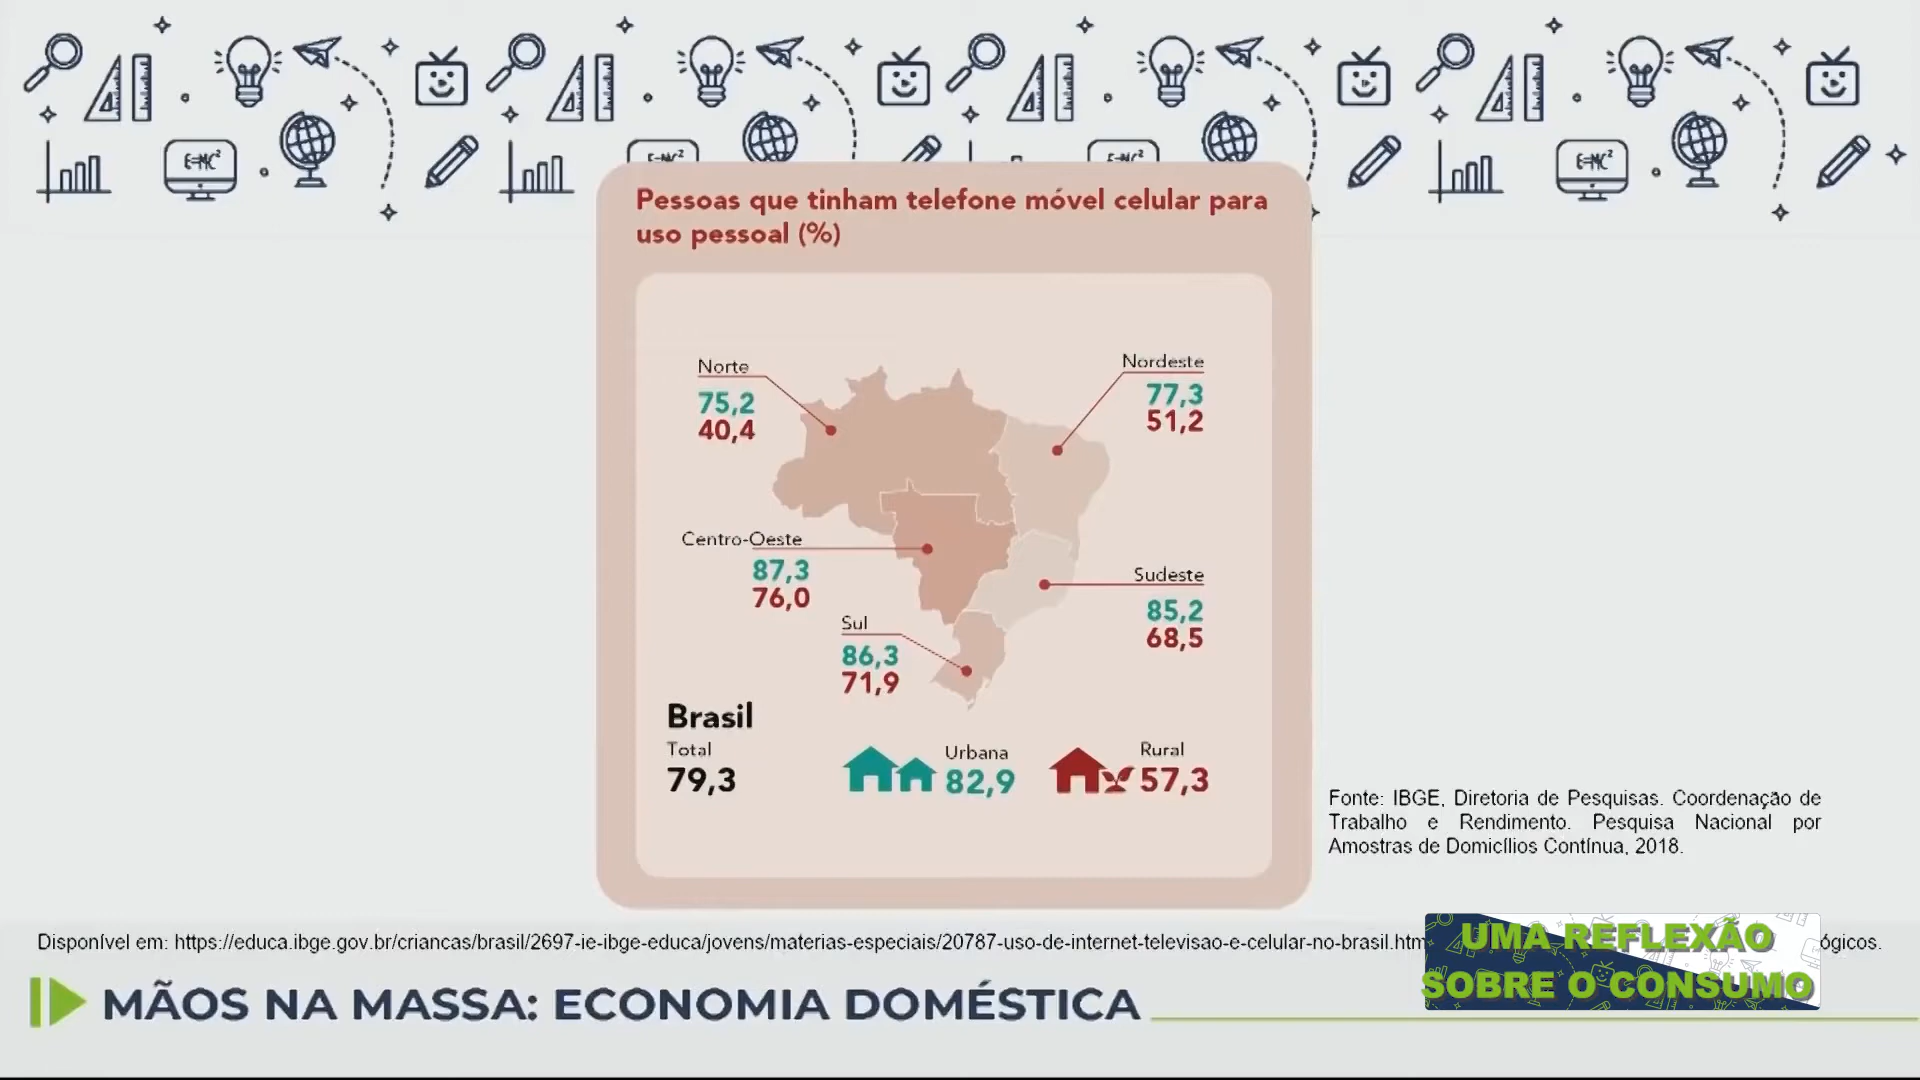 E=MC²
E=MC²
Pessoas que tinham telefone móvel celular para
uso pessoal (%)
Norte
75,2
40,4
Nordeste
77,3
51,2
Centro-Oeste
87,3
76,0
Sudeste
85,2
68,5
Sul
86,3
71,9
Brasil
Total
79,3
Urbana
82,9
Rural
57,3
Fonte: IBGE, Diretoria de Pesquisas. Coordenação de
Trabalho e Rendimento. Pesquisa Nacional por
Amostras de Domicílios Contínua, 2018.
Disponível em: https://educa.ibge.gov.br/criancas/brasil/2697-ie-ibge-educa/jovens/materias-especiais/20787-uso-de-internet-televisao-e-celular-no-brasil.htm ógicos.
UMA REFLEXÃO
SOBRE O CONSUMO
MÃOS NA MASSA: ECONOMIA DOMÉSTICA